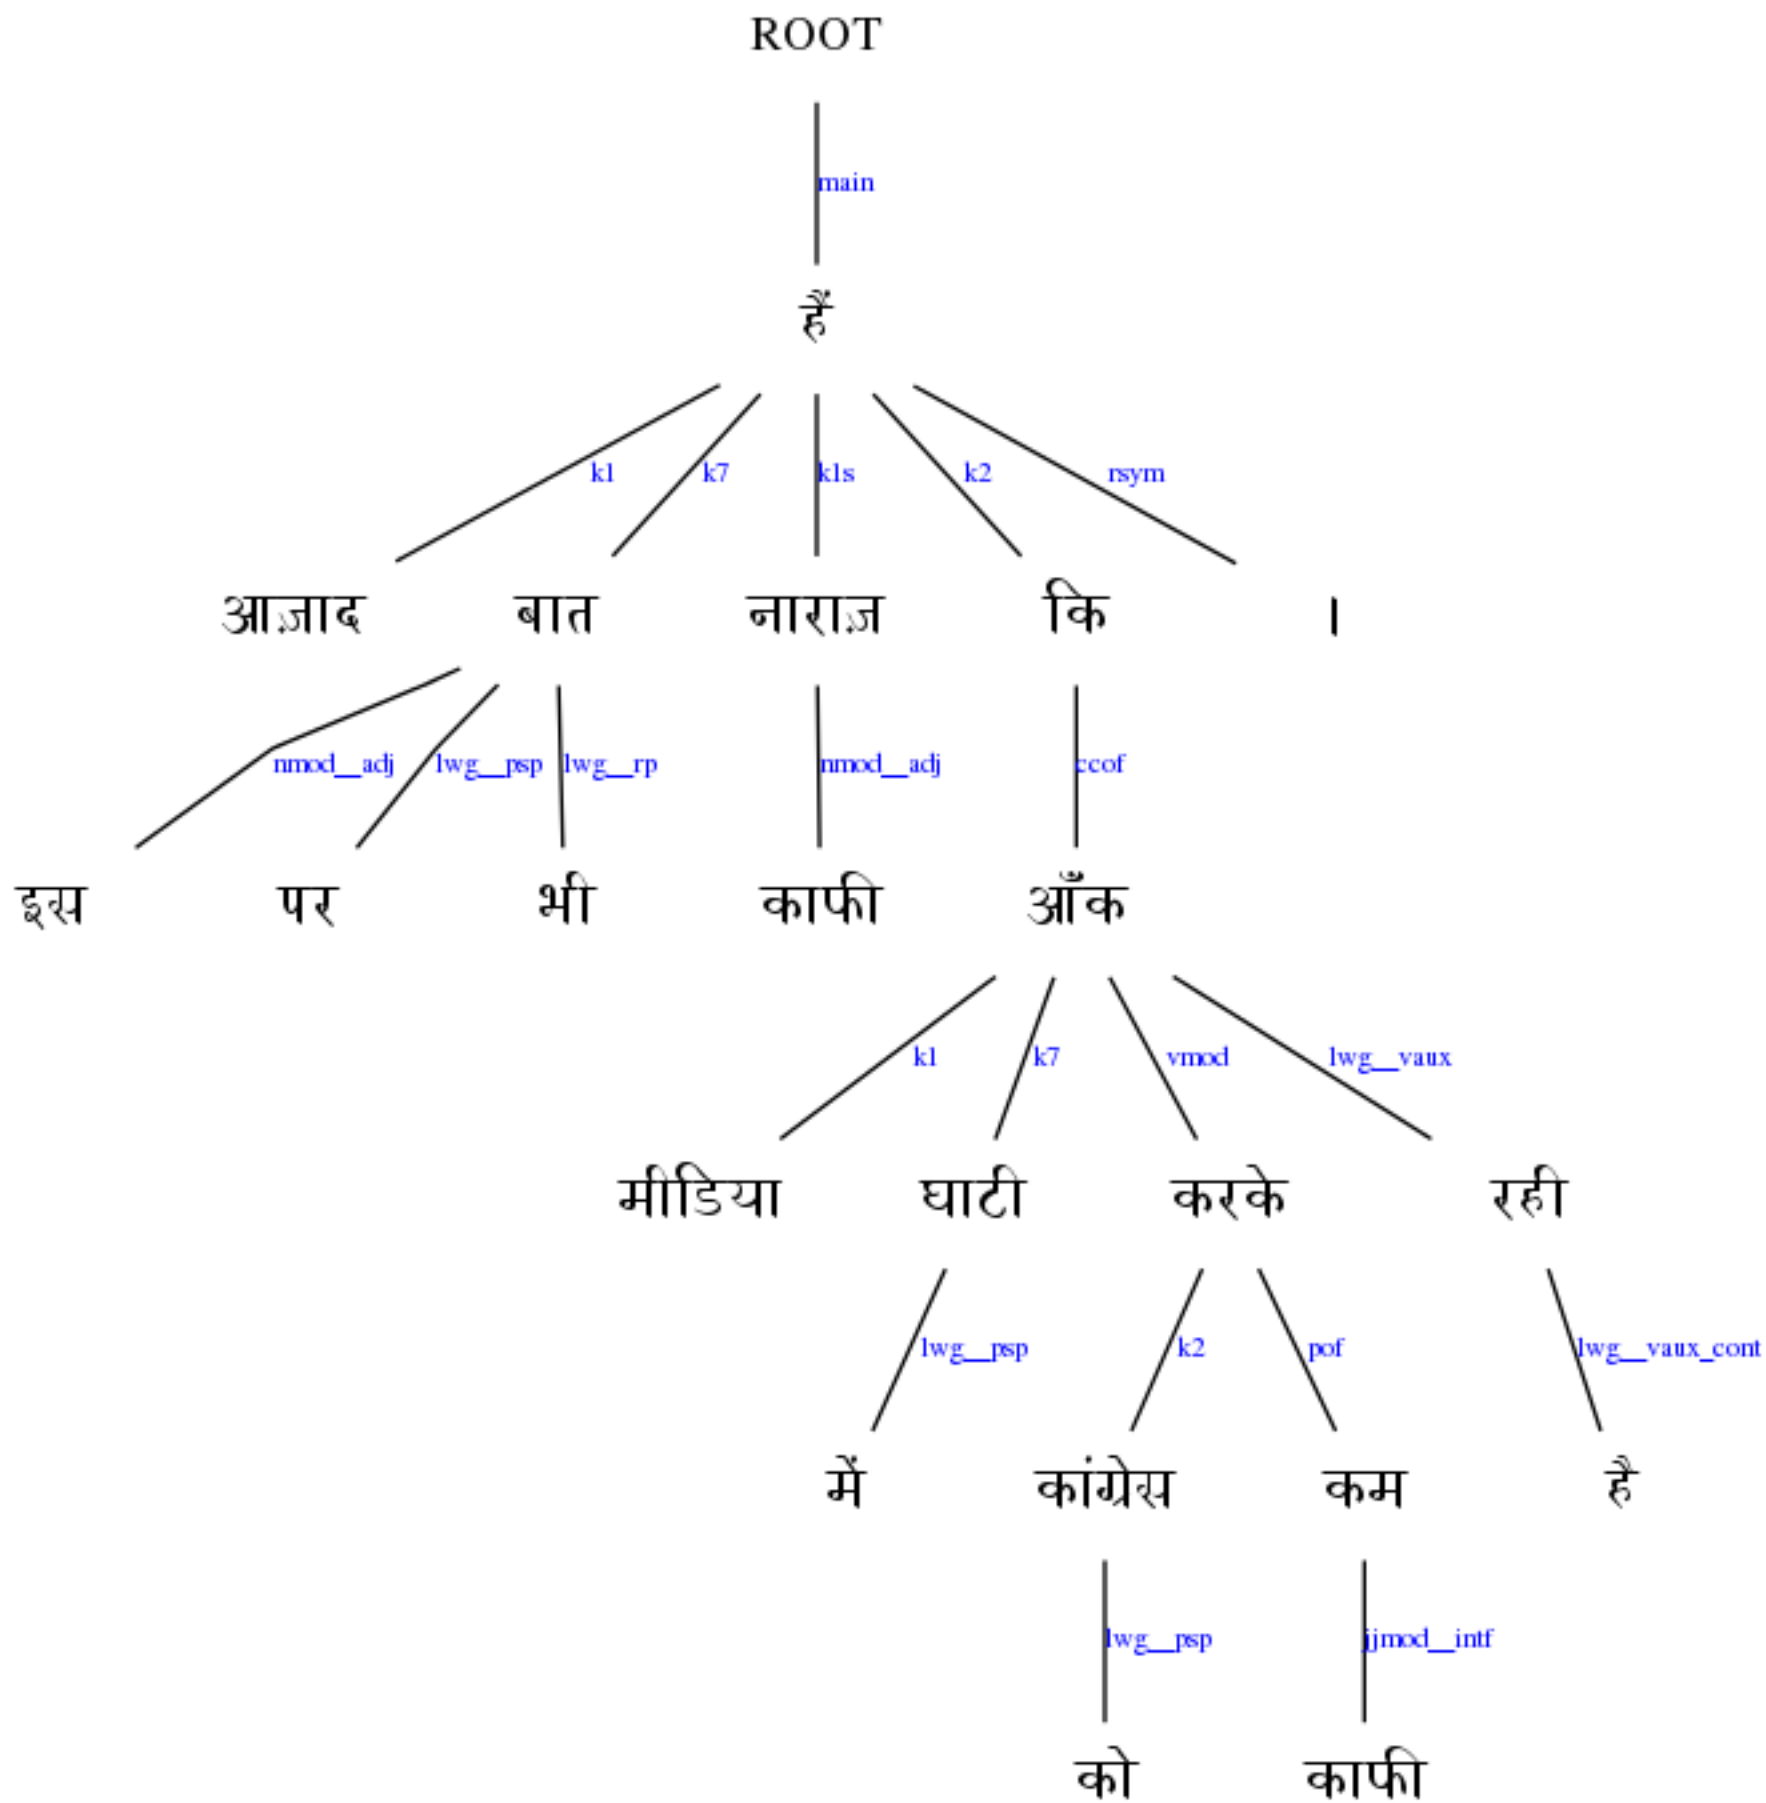 ROOT
main
हैं
k1 k7 k1s k2 rsym
आज़ाद बात नाराज़ कि ।
nmod__adj lwg__psp lwg__rp nmod__adj ccof
इस पर भी काफी आँक
k1 k7 vmod lwg__vaux
मीडिया घाटी करके रही
lwg__psp k2 pof lwg__vaux_cont
में कांग्रेस कम है
lwg__psp jjmod__intf
को काफी